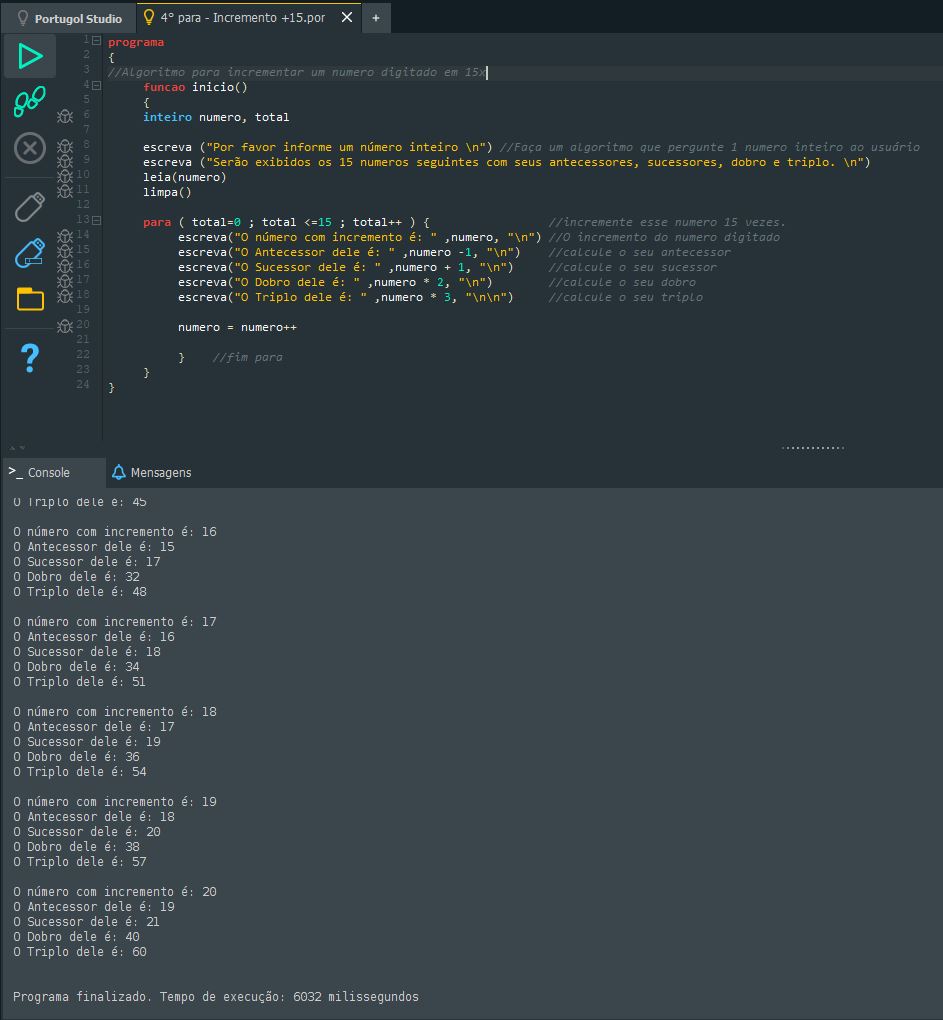 Portugol Studio 4° para - Incremento +15.por
1 programa
2 {
3 //Algoritmo para incrementar um numero digitado em 15x
4 funcao inicio()
5 {
6 inteiro numero, total
7
8 escreva ("Por favor informe um número inteiro \n") //Faça um algoritmo que pergunte 1 numero inteiro ao usuário
9 escreva ("Serão exibidos os 15 numeros seguintes com seus antecessores, sucessores, dobro e triplo. \n")
10 leia(numero)
11 limpa()
12
13 para ( total=0 ; total <=15 ; total++ ) { //incremente esse numero 15 vezes.
14 escreva("O número com incremento é: " ,numero, "\n") //O incremento do numero digitado
15 escreva("O Antecessor dele é: " ,numero -1, "\n") //calcule o seu antecessor
16 escreva("O Sucessor dele é: " ,numero + 1, "\n") //calcule o seu sucessor
17 escreva("O Dobro dele é: " ,numero * 2, "\n") //calcule o seu dobro
18 escreva("O Triplo dele é: " ,numero * 3, "\n\n") //calcule o seu triplo
19
20 numero = numero++
21
22 } //fim para
23 }
24 }
>_ Console Mensagens
O Triplo dele é: 45
O número com incremento é: 16
O Antecessor dele é: 15
O Sucessor dele é: 17
O Dobro dele é: 32
O Triplo dele é: 48
O número com incremento é: 17
O Antecessor dele é: 16
O Sucessor dele é: 18
O Dobro dele é: 34
O Triplo dele é: 51
O número com incremento é: 18
O Antecessor dele é: 17
O Sucessor dele é: 19
O Dobro dele é: 36
O Triplo dele é: 54
O número com incremento é: 19
O Antecessor dele é: 18
O Sucessor dele é: 20
O Dobro dele é: 38
O Triplo dele é: 57
O número com incremento é: 20
O Antecessor dele é: 19
O Sucessor dele é: 21
O Dobro dele é: 40
O Triplo dele é: 60
Programa finalizado. Tempo de execução: 6032 milissegundos